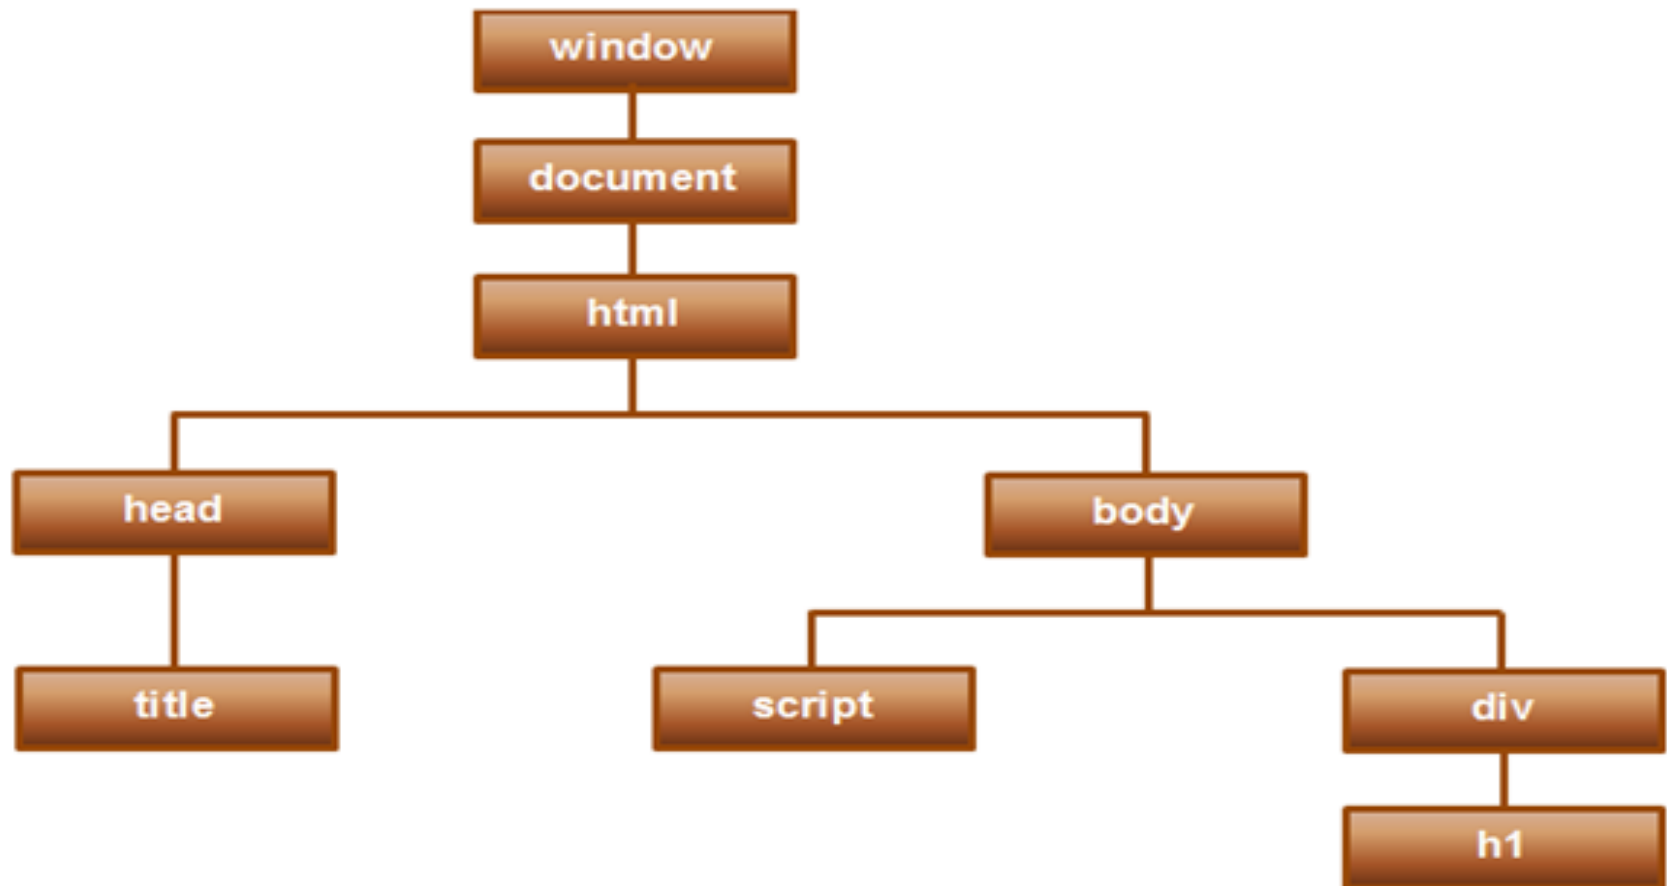 window
document
html
head
body
title
script
div
h1